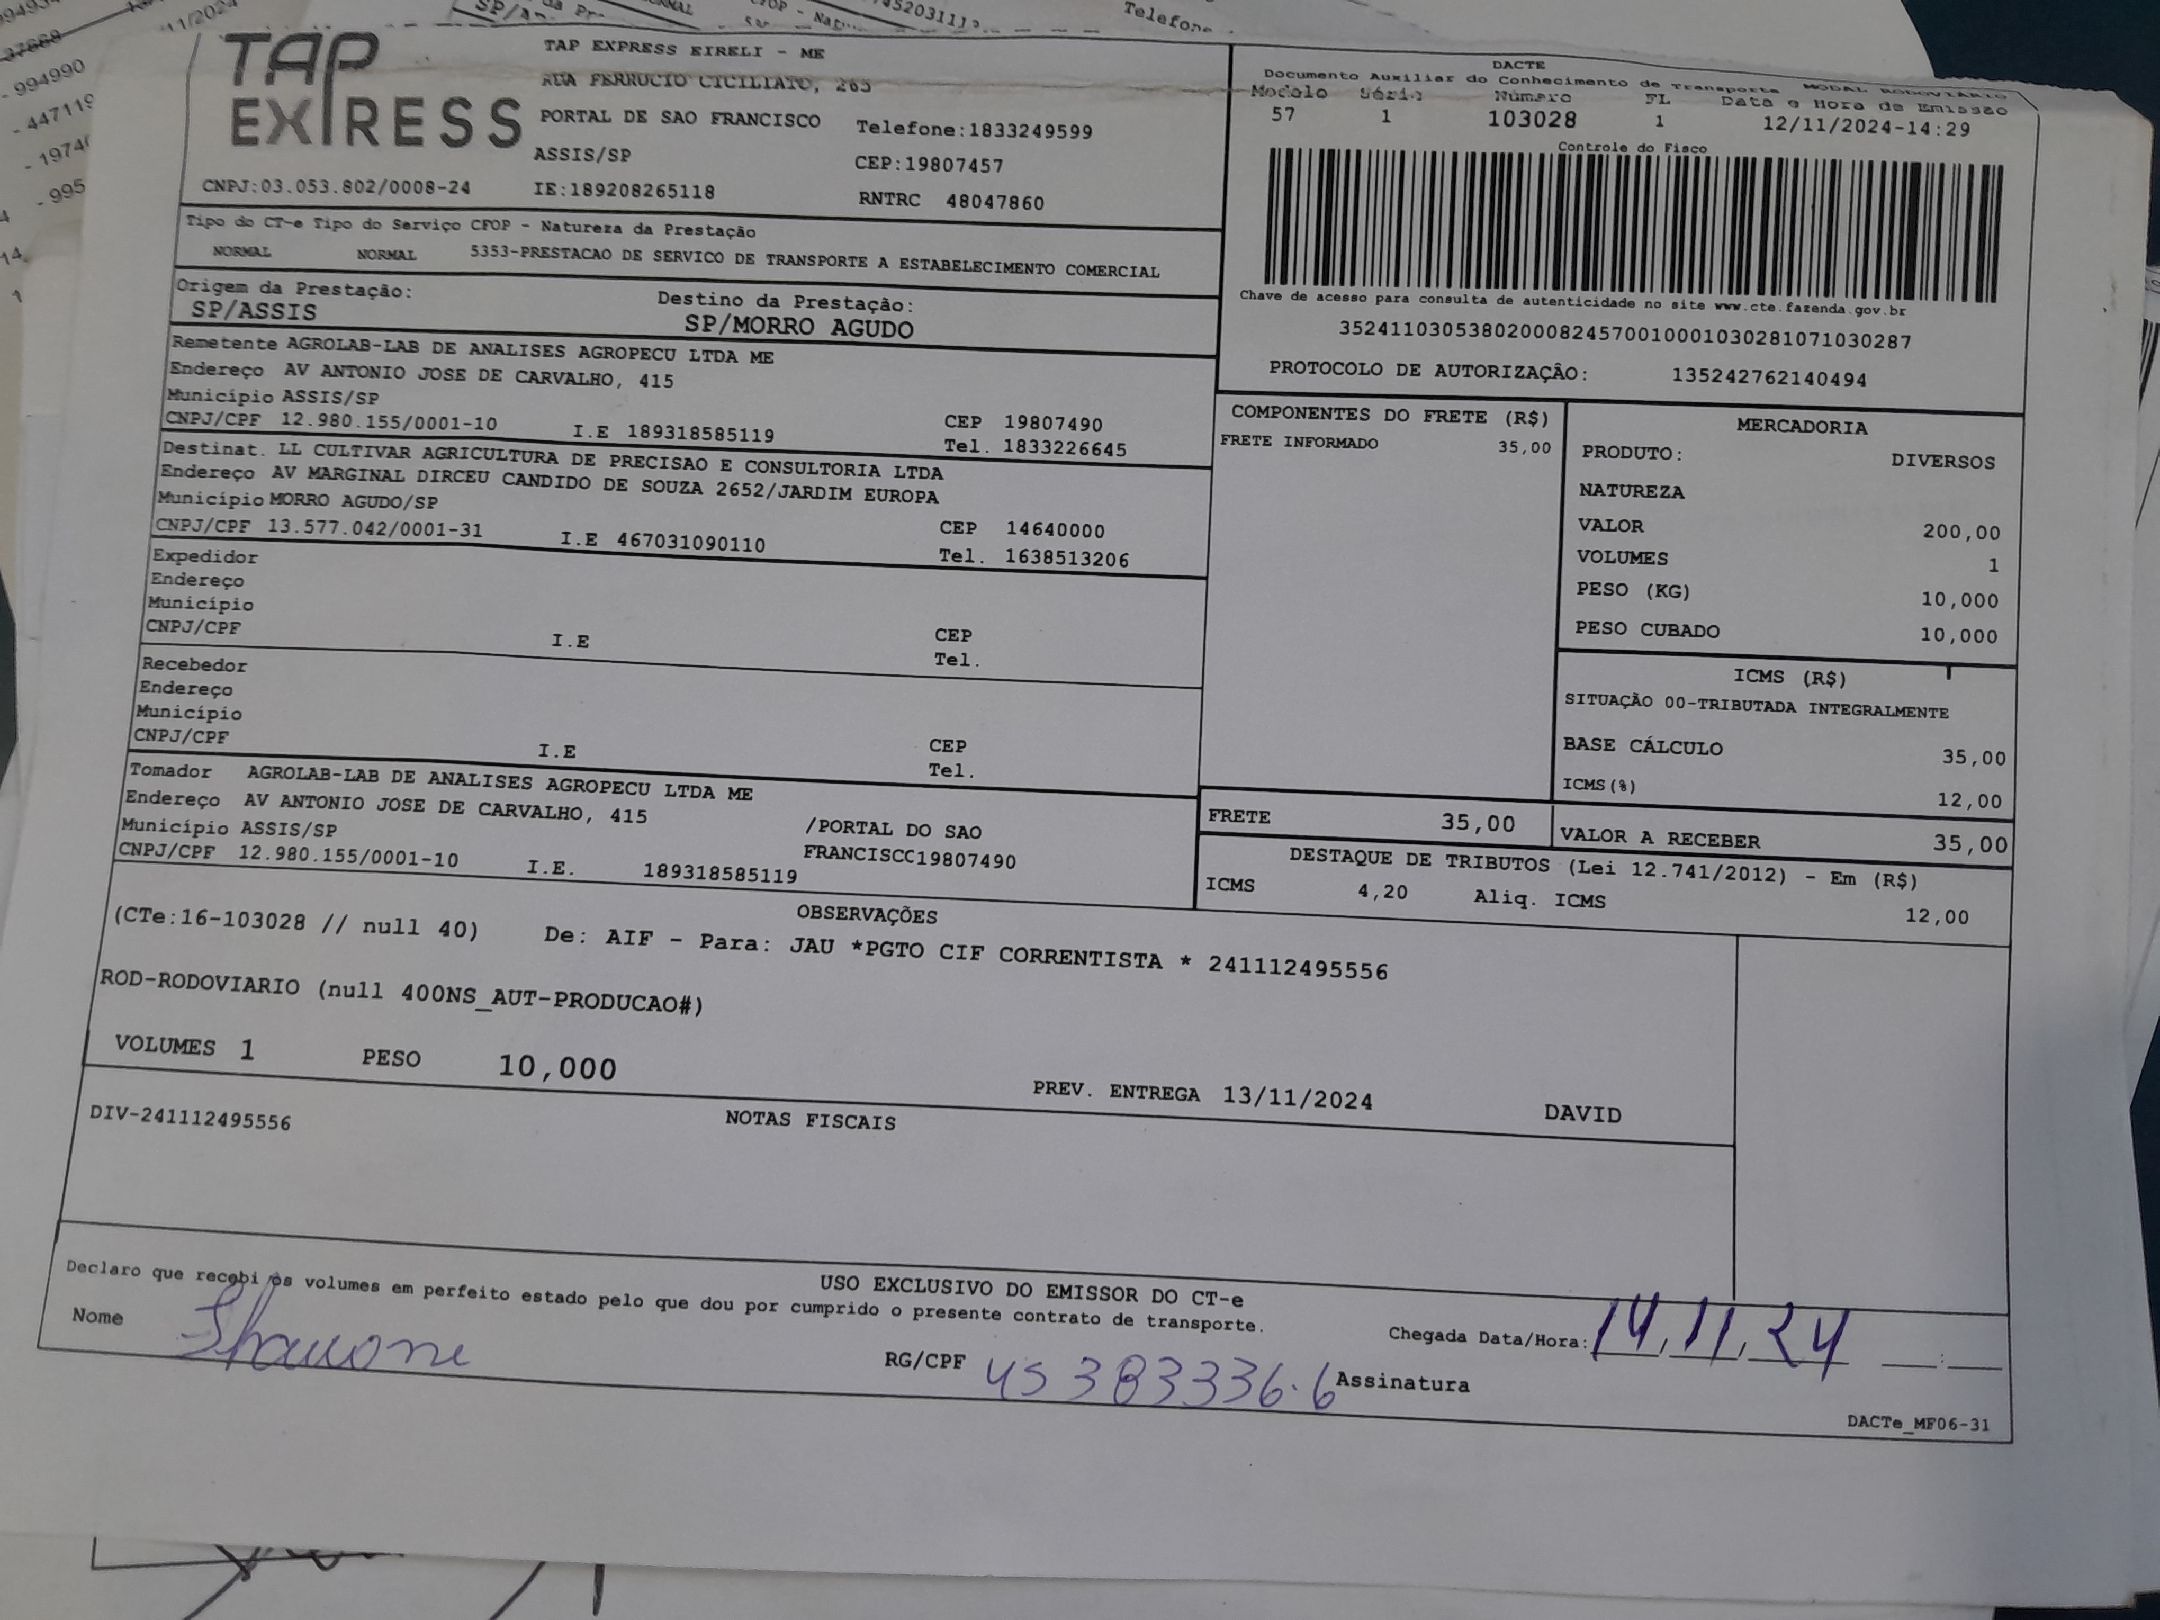 TAP EXPRESS
TAP EXPRESS EIRELI - ME
RUA FERRUCIO CICILIATO, 265
PORTAL DE SAO FRANCISCO Telefone:1833249599
ASSIS/SP CEP:19807457
CNPJ:03.053.802/0008-24 IE:189208265118 RNTRC 48047860
DACTE
Documento Auxiliar do Conhecimento de Transporte MODAL RODOVIÁRIO
Modelo Série Número FL Data e Hora de Emissão
57 1 103028 1 12/11/2024-14:29
Controle do Fisco
Chave de acesso para consulta de autenticidade no site www.cte.fazenda.gov.br
35241103053802000824570010001030281071030287
PROTOCOLO DE AUTORIZAÇÃO: 135242762140494
Tipo do CT-e Tipo do Serviço CFOP - Natureza da Prestação
NORMAL NORMAL 5353-PRESTACAO DE SERVICO DE TRANSPORTE A ESTABELECIMENTO COMERCIAL
Origem da Prestação: Destino da Prestação:
SP/ASSIS SP/MORRO AGUDO
Remetente AGROLAB-LAB DE ANALISES AGROPECU LTDA ME
Endereço AV ANTONIO JOSE DE CARVALHO, 415
Município ASSIS/SP CEP 19807490
CNPJ/CPF 12.980.155/0001-10 I.E 189318585119 Tel. 1833226645
Destinat. LL CULTIVAR AGRICULTURA DE PRECISAO E CONSULTORIA LTDA
Endereço AV MARGINAL DIRCEU CANDIDO DE SOUZA 2652/JARDIM EUROPA
Município MORRO AGUDO/SP CEP 14640000
CNPJ/CPF 13.577.042/0001-31 I.E 467031090110 Tel. 1638513206
Expedidor
Endereço
Município CEP
CNPJ/CPF I.E Tel.
Recebedor
Endereço
Município CEP
CNPJ/CPF I.E Tel.
Tomador AGROLAB-LAB DE ANALISES AGROPECU LTDA ME
Endereço AV ANTONIO JOSE DE CARVALHO, 415 /PORTAL DO SAO
Município ASSIS/SP FRANCISCC19807490
CNPJ/CPF 12.980.155/0001-10 I.E. 189318585119
COMPONENTES DO FRETE (R$)
FRETE INFORMADO 35,00
MERCADORIA
PRODUTO: DIVERSOS
NATUREZA
VALOR 200,00
VOLUMES 1
PESO (KG) 10,000
PESO CUBADO 10,000
ICMS (R$)
SITUAÇÃO 00-TRIBUTADA INTEGRALMENTE
BASE CÁLCULO 35,00
ICMS(%) 12,00
FRETE 35,00 VALOR A RECEBER 35,00
DESTAQUE DE TRIBUTOS (Lei 12.741/2012) - Em (R$)
ICMS 4,20 Aliq. ICMS 12,00
OBSERVAÇÕES
(CTe:16-103028 // null 40) De: AIF - Para: JAU *PGTO CIF CORRENTISTA * 241112495556
ROD-RODOVIARIO (null 400NS_AUT-PRODUCAO#)
VOLUMES 1 PESO 10,000 PREV. ENTREGA 13/11/2024 DAVID
NOTAS FISCAIS
DIV-241112495556
USO EXCLUSIVO DO EMISSOR DO CT-e
Declaro que recebi os volumes em perfeito estado pelo que dou por cumprido o presente contrato de transporte.
Nome RG/CPF 45 383336.6 Assinatura Chegada Data/Hora: 14,11,24
DACTe_MF06-31